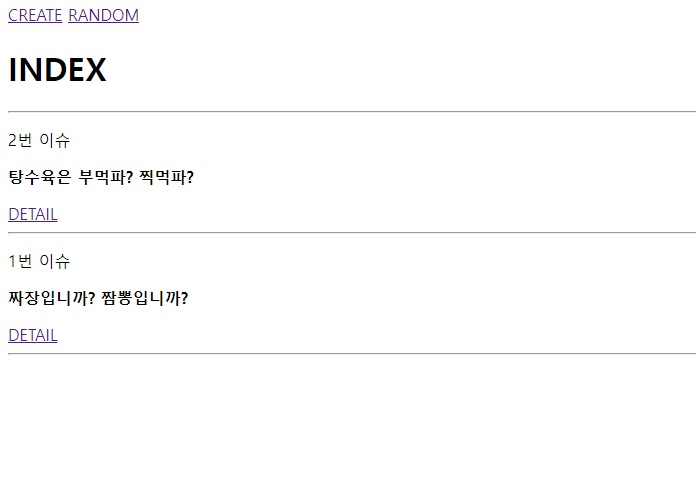 CREATE RANDOM
INDEX
2번 이슈
탕수육은 부먹파? 찍먹파?
DETAIL
1번 이슈
짜장입니까? 짬뽕입니까?
DETAIL